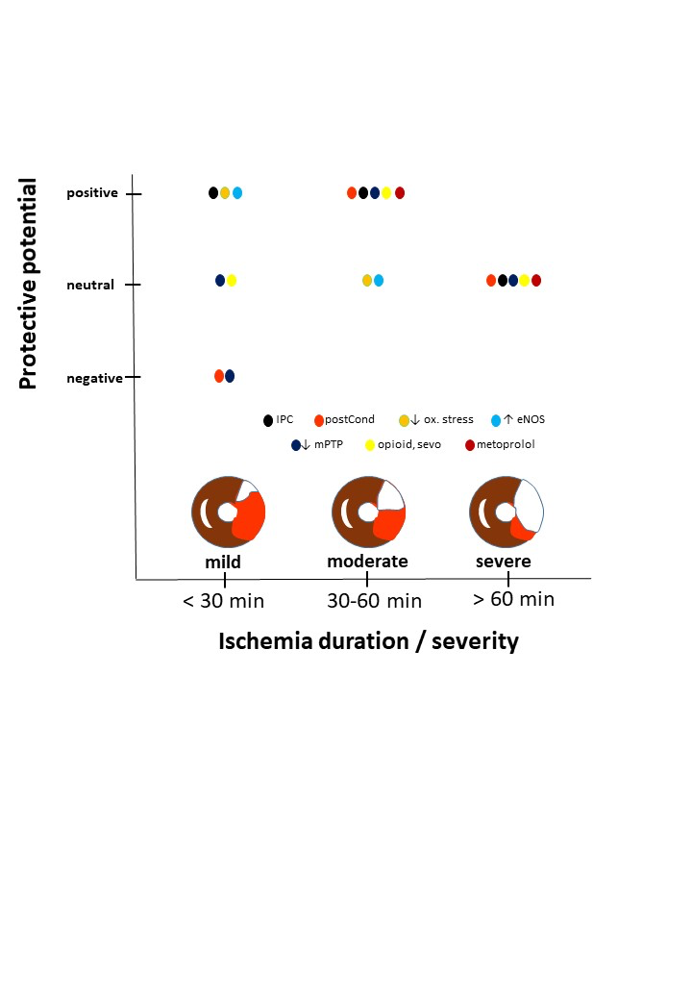 Protective potential
positive
neutral
negative
IPC postCond ↓ ox. stress ↑ eNOS
↓ mPTP opioid, sevo metoprolol
mild moderate severe
< 30 min 30-60 min > 60 min
Ischemia duration / severity